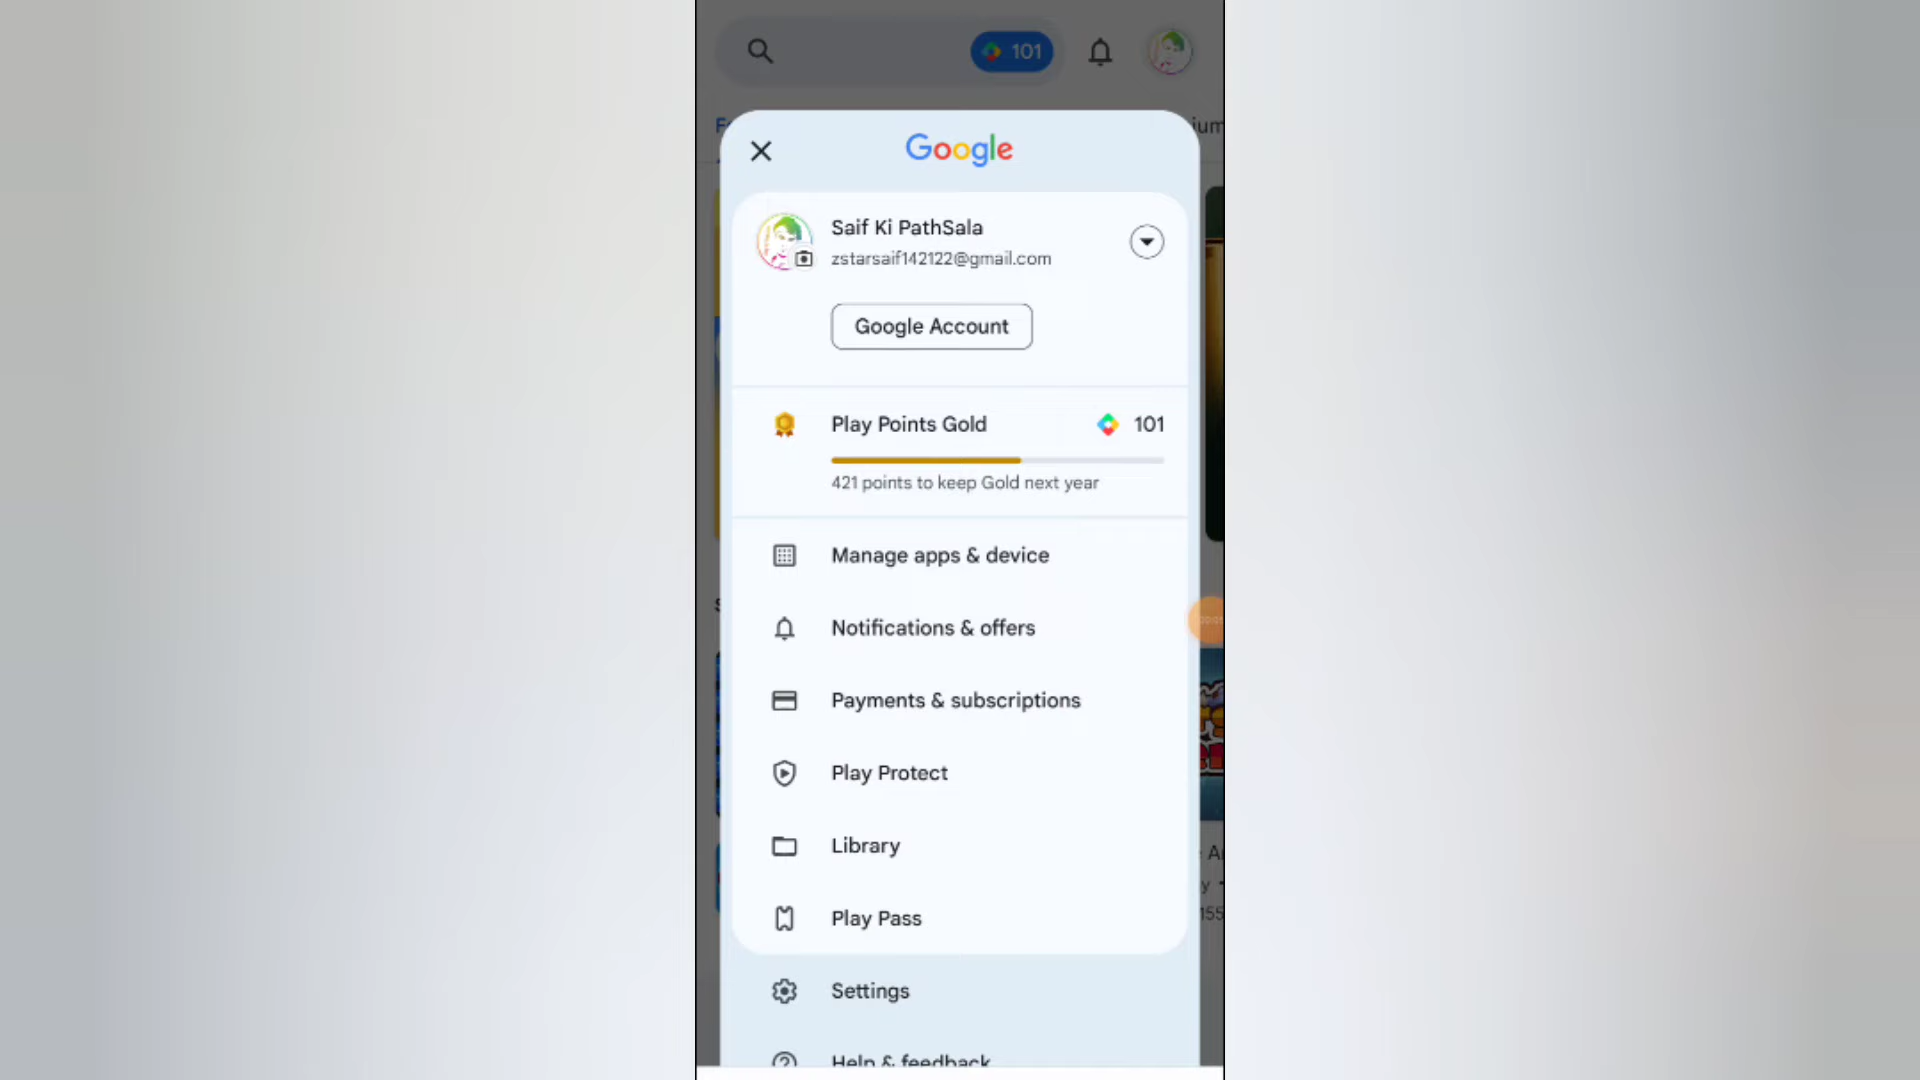 101
Google
Saif Ki PathSala
zstarsaif142122@gmail.com
Google Account
Play Points Gold 101
421 points to keep Gold next year
Manage apps & device
Notifications & offers
Payments & subscriptions
Play Protect
Library
Play Pass
Settings
Help & feedback